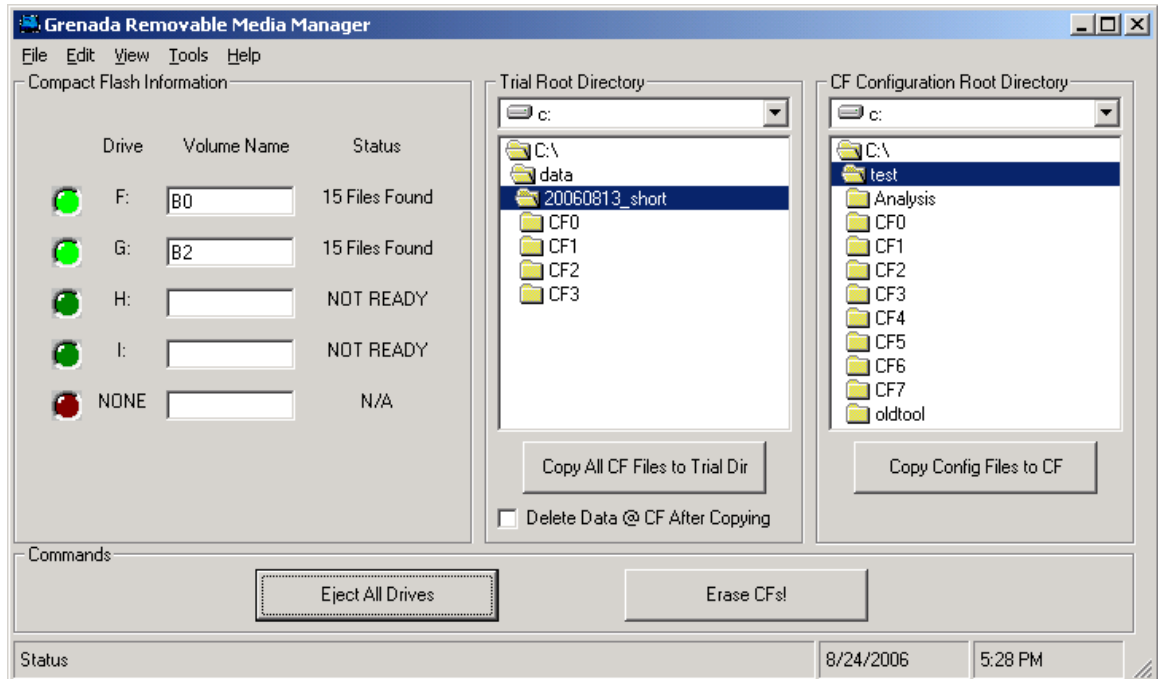 Grenada Removable Media Manager
File Edit View Tools Help
Compact Flash Information
Drive Volume Name Status
F: B0 15 Files Found
G: B2 15 Files Found
H: NOT READY
I: NOT READY
NONE N/A
Trial Root Directory
c:
C:\
data
20060813_short
CF0
CF1
CF2
CF3
Copy All CF Files to Trial Dir
Delete Data @ CF After Copying
CF Configuration Root Directory
c:
C:\
test
Analysis
CF0
CF1
CF2
CF3
CF4
CF5
CF6
CF7
oldtool
Copy Config Files to CF
Commands
Eject All Drives
Erase CFs!
Status 8/24/2006 5:28 PM